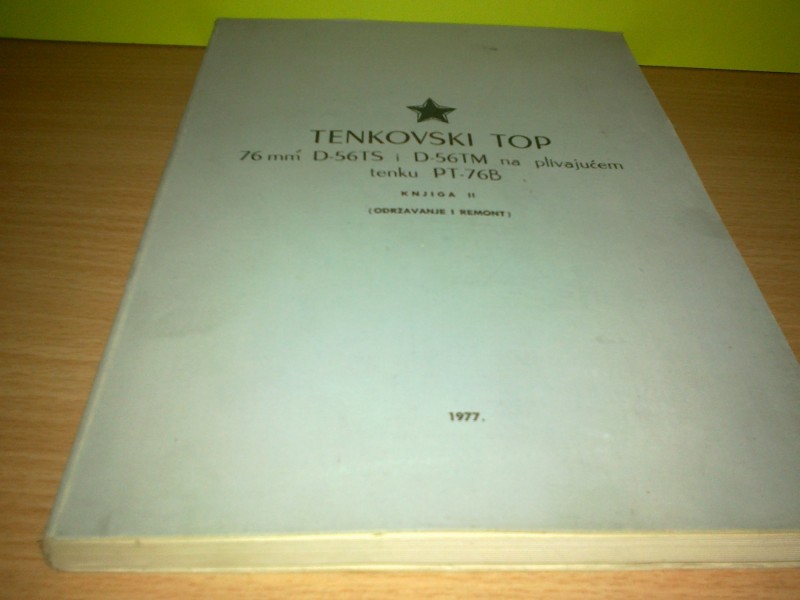 TENKOVSKI TOP
76 mm D-56TS i D-56TM na plivajućem
tenku PT-76B
KNJIGA II
(ODRŽAVANJE I REMONT)
1977.